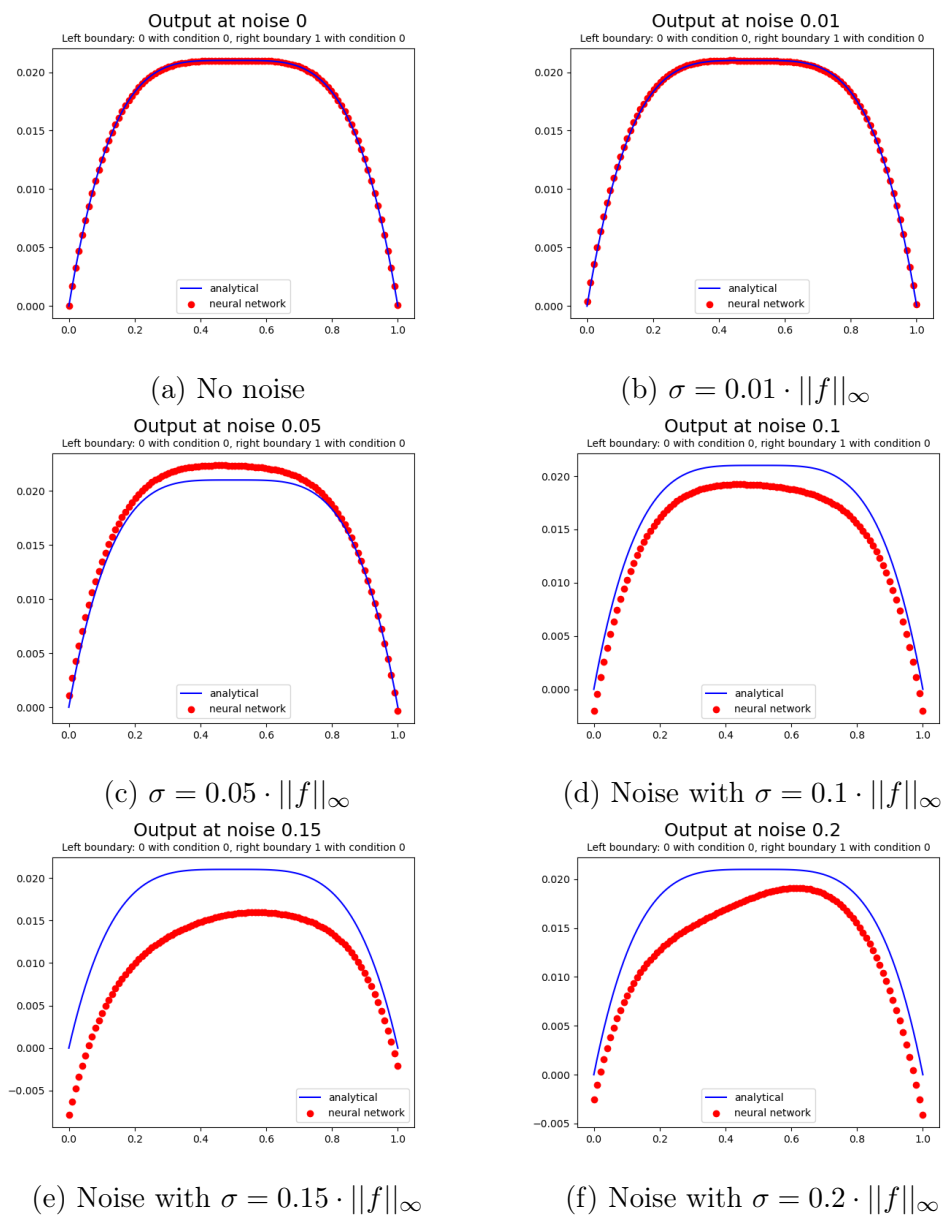 Output at noise 0
Left boundary: 0 with condition 0, right boundary 1 with condition 0
0.020
0.015
0.010
0.005
0.000
analytical
neural network
0.0 0.2 0.4 0.6 0.8 1.0
(a) No noise
Output at noise 0.01
Left boundary: 0 with condition 0, right boundary 1 with condition 0
0.020
0.015
0.010
0.005
0.000
analytical
neural network
0.0 0.2 0.4 0.6 0.8 1.0
(b) σ = 0.01 · ||f||∞
Output at noise 0.05
Left boundary: 0 with condition 0, right boundary 1 with condition 0
0.020
0.015
0.010
0.005
0.000
analytical
neural network
0.0 0.2 0.4 0.6 0.8 1.0
(c) σ = 0.05 · ||f||∞
Output at noise 0.1
Left boundary: 0 with condition 0, right boundary 1 with condition 0
0.020
0.015
0.010
0.005
0.000
analytical
neural network
0.0 0.2 0.4 0.6 0.8 1.0
(d) Noise with σ = 0.1 · ||f||∞
Output at noise 0.15
Left boundary: 0 with condition 0, right boundary 1 with condition 0
0.020
0.015
0.010
0.005
0.000
−0.005
analytical
neural network
0.0 0.2 0.4 0.6 0.8 1.0
(e) Noise with σ = 0.15 · ||f||∞
Output at noise 0.2
Left boundary: 0 with condition 0, right boundary 1 with condition 0
0.020
0.015
0.010
0.005
0.000
−0.005
analytical
neural network
0.0 0.2 0.4 0.6 0.8 1.0
(f) Noise with σ = 0.2 · ||f||∞